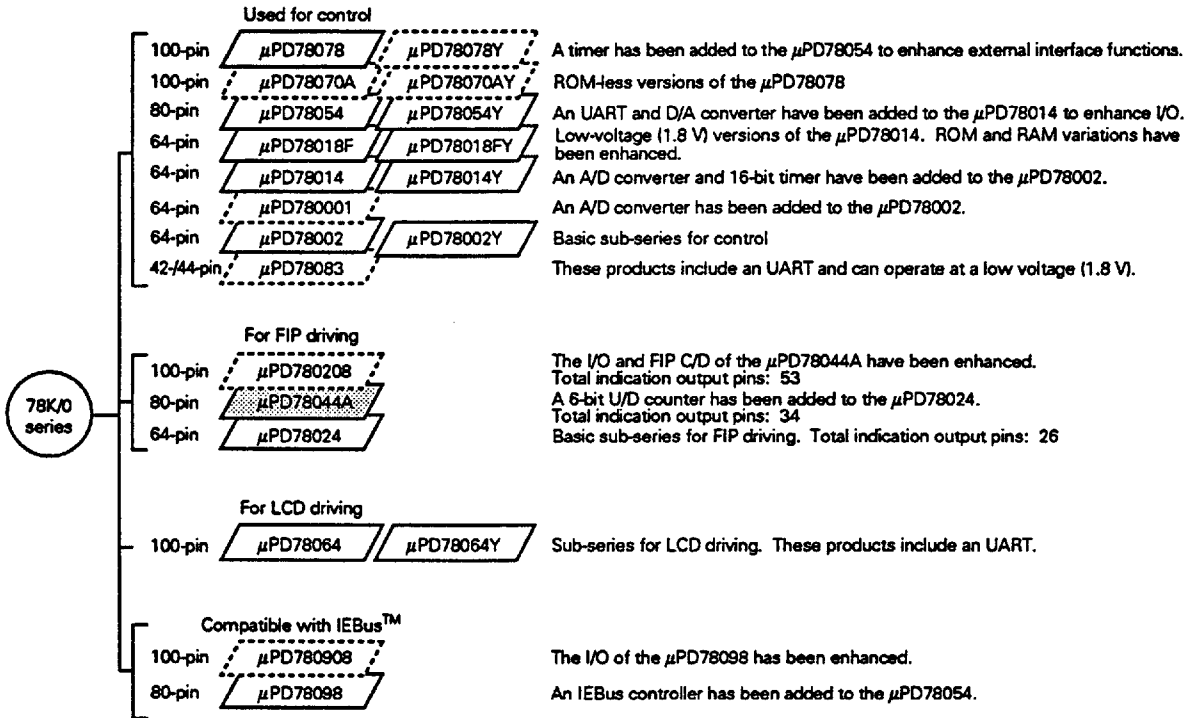 Used for control
100-pin μPD78078 μPD78078Y A timer has been added to the μPD78054 to enhance external interface functions.
100-pin μPD78070A μPD78070AY ROM-less versions of the μPD78078
80-pin μPD78054 μPD78054Y An UART and D/A converter have been added to the μPD78014 to enhance I/O.
64-pin μPD78018F μPD78018FY Low-voltage (1.8 V) versions of the μPD78014. ROM and RAM variations have
been enhanced.
64-pin μPD78014 μPD78014Y An A/D converter and 16-bit timer have been added to the μPD78002.
64-pin μPD780001 An A/D converter has been added to the μPD78002.
64-pin μPD78002 μPD78002Y Basic sub-series for control
42-/44-pin μPD78083 These products include an UART and can operate at a low voltage (1.8 V).
78K/0
series
For FIP driving
100-pin μPD780208 The I/O and FIP C/D of the μPD78044A have been enhanced.
Total indication output pins: 53
80-pin μPD78044A A 6-bit U/D counter has been added to the μPD78024.
Total indication output pins: 34
64-pin μPD78024 Basic sub-series for FIP driving. Total indication output pins: 26
For LCD driving
100-pin μPD78064 μPD78064Y Sub-series for LCD driving. These products include an UART.
Compatible with IEBus™
100-pin μPD780908 The I/O of the μPD78098 has been enhanced.
80-pin μPD78098 An IEBus controller has been added to the μPD78054.